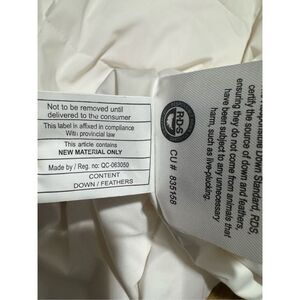 Not to be removed until
delivered to the consumer
This label is affixed in compliance
With provincial law
This article contains
NEW MATERIAL ONLY
Made by / Reg. no: QC-063050
CONTENT
DOWN / FEATHERS
RDS
CU# 835158
Down Standard, RDS,
certify the source of down and feathers,
ensuring they do not come from animals that
have been subject to any unnecessary
harm, such as live-plucking.